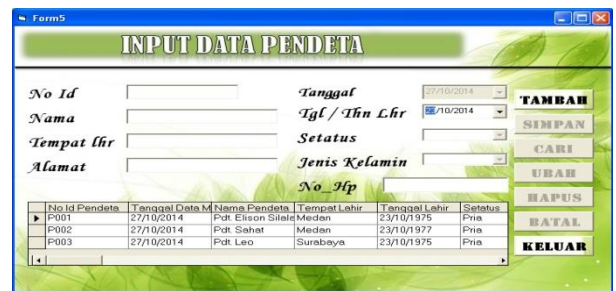 Form5
INPUT DATA PENDETA
No Id
Nama
Tempat lhr
Alamat
Tanggal
27/10/2014
Tgl / Thn Lhr
23/10/2014
Setatus
Jenis Kelamin
No_Hp
TAMBAH
SIMPAN
CARI
UBAH
HAPUS
BATAL
KELUAR
No Id Pendeta Tanggal Data M Nama Pendeta Tempat Lahir Tanggal Lahir Setatus
P001 27/10/2014 Pdt. Elison Silala Medan 23/10/1975 Pria
P002 27/10/2014 Pdt. Sahat Medan 23/10/1977 Pria
P003 27/10/2014 Pdt. Leo Surabaya 23/10/1975 Pria